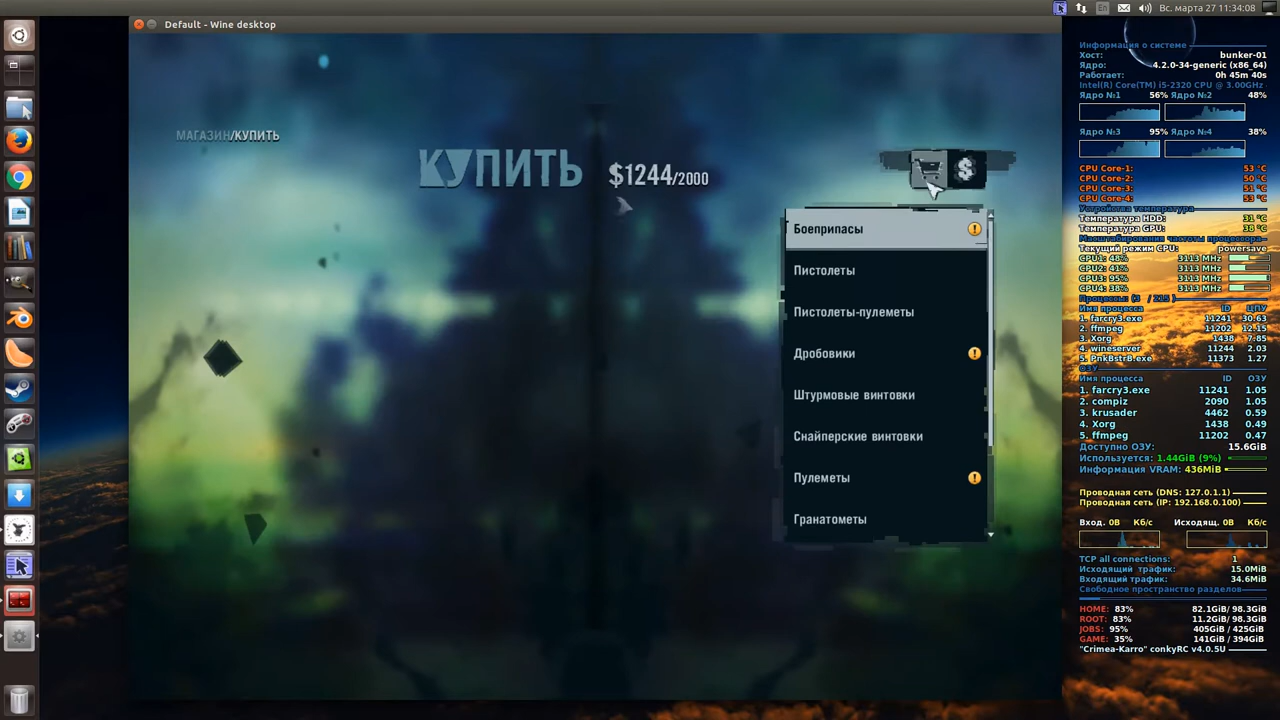 Default - Wine desktop
En
Вс. марта 27 11:34:08
МАГАЗИН/КУПИТЬ
КУПИТЬ
$1244/2000
$
Боеприпасы
Пистолеты
Пистолеты-пулеметы
Дробовики
Штурмовые винтовки
Снайперские винтовки
Пулеметы
Гранатометы
Информация о системе
Хост: bunker-01
Ядро: 4.2.0-34-generic (x86_64)
Работает: 0h 45m 40s
Intel(R) Core(TM) i5-2320 CPU @ 3.00GHz
Ядро №1 56% Ядро №2 48%
Ядро №3 95% Ядро №4 38%
CPU Core-1: 53 °C
CPU Core-2: 50 °C
CPU Core-3: 51 °C
CPU Core-4: 53 °C
Устройства температура
Температура HDD: 31 °C
Температура GPU: 38 °C
Масштабирование частоты процессора
Текущий режим CPU: powersave
CPU1: 48% 3113 MHz
CPU2: 41% 3113 MHz
CPU3: 95% 3113 MHz
CPU4: 38% 3113 MHz
Процессы: (3 / 215 )
Имя процесса ID ЦПУ
1. farcry3.exe 11241 30.63
2. ffmpeg 11202 12.15
3. Xorg 1438 7.85
4. wineserver 11244 2.03
5. PnkBstrB.exe 11373 1.27
ОЗУ
Имя процесса ID ОЗУ
1. farcry3.exe 11241 1.05
2. compiz 2090 1.05
3. krusader 4462 0.59
4. Xorg 1438 0.49
5. ffmpeg 11202 0.47
Доступно ОЗУ: 15.6GiB
Используется: 1.44GiB (9%)
Информация VRAM: 436MiB
Проводная сеть (DNS: 127.0.1.1)
Проводная сеть (IP: 192.168.0.100)
Вход. 0B Кб/с Исходящ. 0B Кб/с
TCP all connections: 1
Исходящий трафик: 15.0MiB
Входящий трафик: 34.6MiB
Свободное пространство разделов
HOME: 83% 82.1GiB/ 98.3GiB
ROOT: 83% 11.2GiB/ 98.3GiB
JOBS: 95% 405GiB / 425GiB
GAME: 35% 141GiB / 394GiB
"Crimea-Karro" conkyRC v4.0.5U